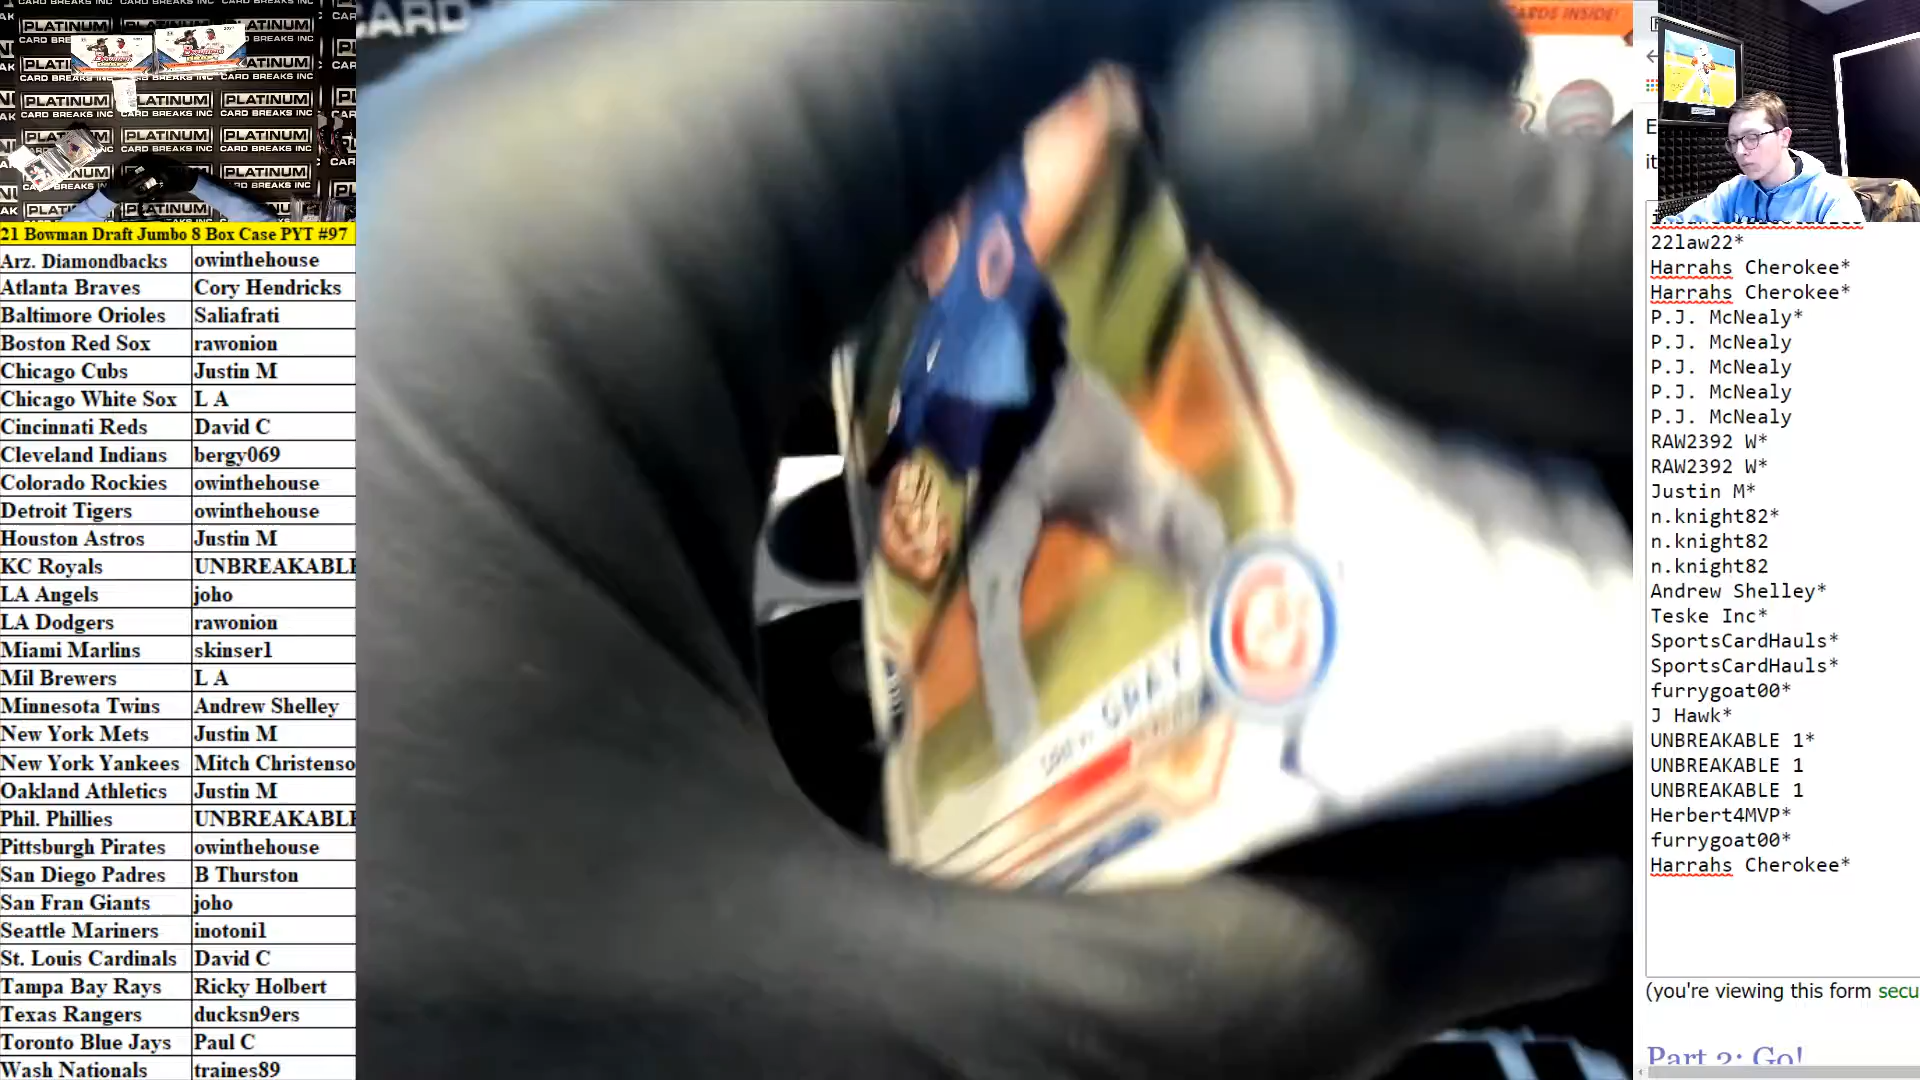 PLATINUM
CARD BREAKS INC
21 Bowman Draft Jumbo 8 Box Case PYT #97
Arz. Diamondbacks owinthehouse
Atlanta Braves Cory Hendricks
Baltimore Orioles Saliafrati
Boston Red Sox rawonion
Chicago Cubs Justin M
Chicago White Sox L A
Cincinnati Reds David C
Cleveland Indians bergy069
Colorado Rockies owinthehouse
Detroit Tigers owinthehouse
Houston Astros Justin M
KC Royals UNBREAKABLE
LA Angels joho
LA Dodgers rawonion
Miami Marlins skinser1
Mil Brewers L A
Minnesota Twins Andrew Shelley
New York Mets Justin M
New York Yankees Mitch Christenso
Oakland Athletics Justin M
Phil. Phillies UNBREAKABLE
Pittsburgh Pirates owinthehouse
San Diego Padres B Thurston
San Fran Giants joho
Seattle Mariners inotoni1
St. Louis Cardinals David C
Tampa Bay Rays Ricky Holbert
Texas Rangers ducksn9ers
Toronto Blue Jays Paul C
Wash Nationals traines89
CARD
CARDS INSIDE!
GRAY
22law22*
Harrahs Cherokee*
Harrahs Cherokee*
P.J. McNealy*
P.J. McNealy
P.J. McNealy
P.J. McNealy
P.J. McNealy
RAW2392 W*
RAW2392 W*
Justin M*
n.knight82*
n.knight82
n.knight82
Andrew Shelley*
Teske Inc*
SportsCardHauls*
SportsCardHauls*
furrygoat00*
J Hawk*
UNBREAKABLE 1*
UNBREAKABLE 1
UNBREAKABLE 1
Herbert4MVP*
furrygoat00*
Harrahs Cherokee*
(you're viewing this form secu
Part 2: Go!